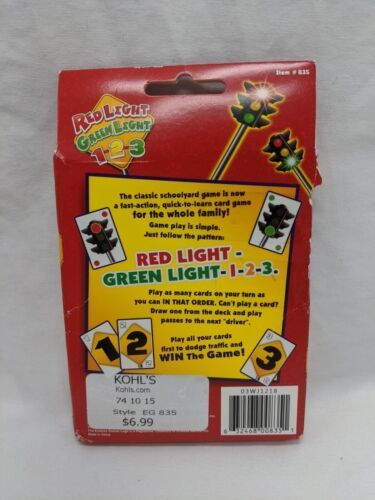 Item # 835
RED LIGHT
GREEN LIGHT
1-2-3
The classic schoolyard game is now
a fast-action, quick-to-learn card game
for the whole family!
Game play is simple.
Just follow the pattern:
RED LIGHT -
GREEN LIGHT-1-2-3.
Play as many cards on your turn as
you can IN THAT ORDER. Can't play a card?
Draw one from the deck and play
passes to the next "driver".
Play all your cards
first to dodge traffic and
WIN The Game!
1
2
3
KOHL'S
Kohls.com
74 10 15
Style EG 835
$6.99
03WJ1218
6 32468 00835 1